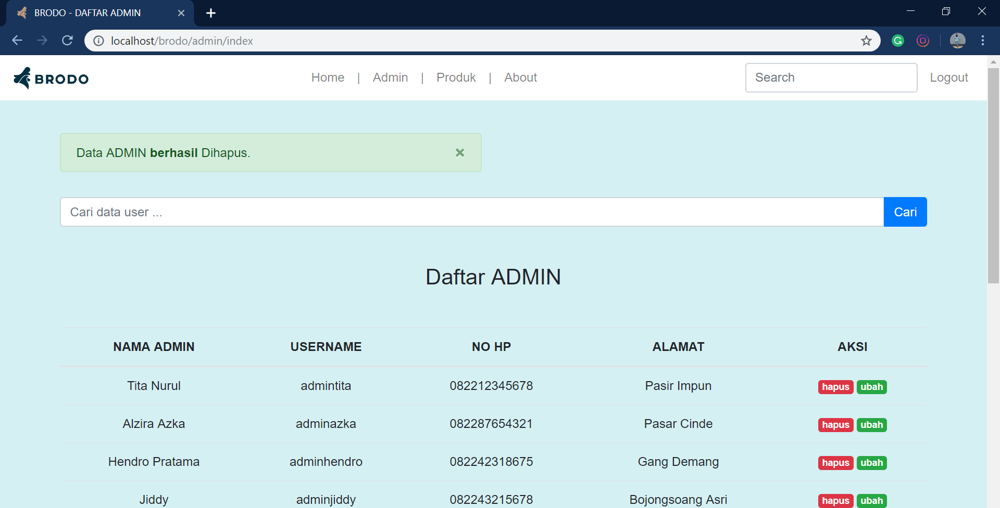 BRODO - DAFTAR ADMIN
localhost/brodo/admin/index
BRODO Home | Admin | Produk | About Search Logout
Data ADMIN berhasil Dihapus. ×
Cari data user ... Cari
Daftar ADMIN
NAMA ADMIN USERNAME NO HP ALAMAT AKSI
Tita Nurul admintita 082212345678 Pasir Impun hapus ubah
Alzira Azka adminazka 082287654321 Pasar Cinde hapus ubah
Hendro Pratama adminhendro 082242318675 Gang Demang hapus ubah
Jiddy adminjiddy 082243215678 Bojongsoang Asri hapus ubah